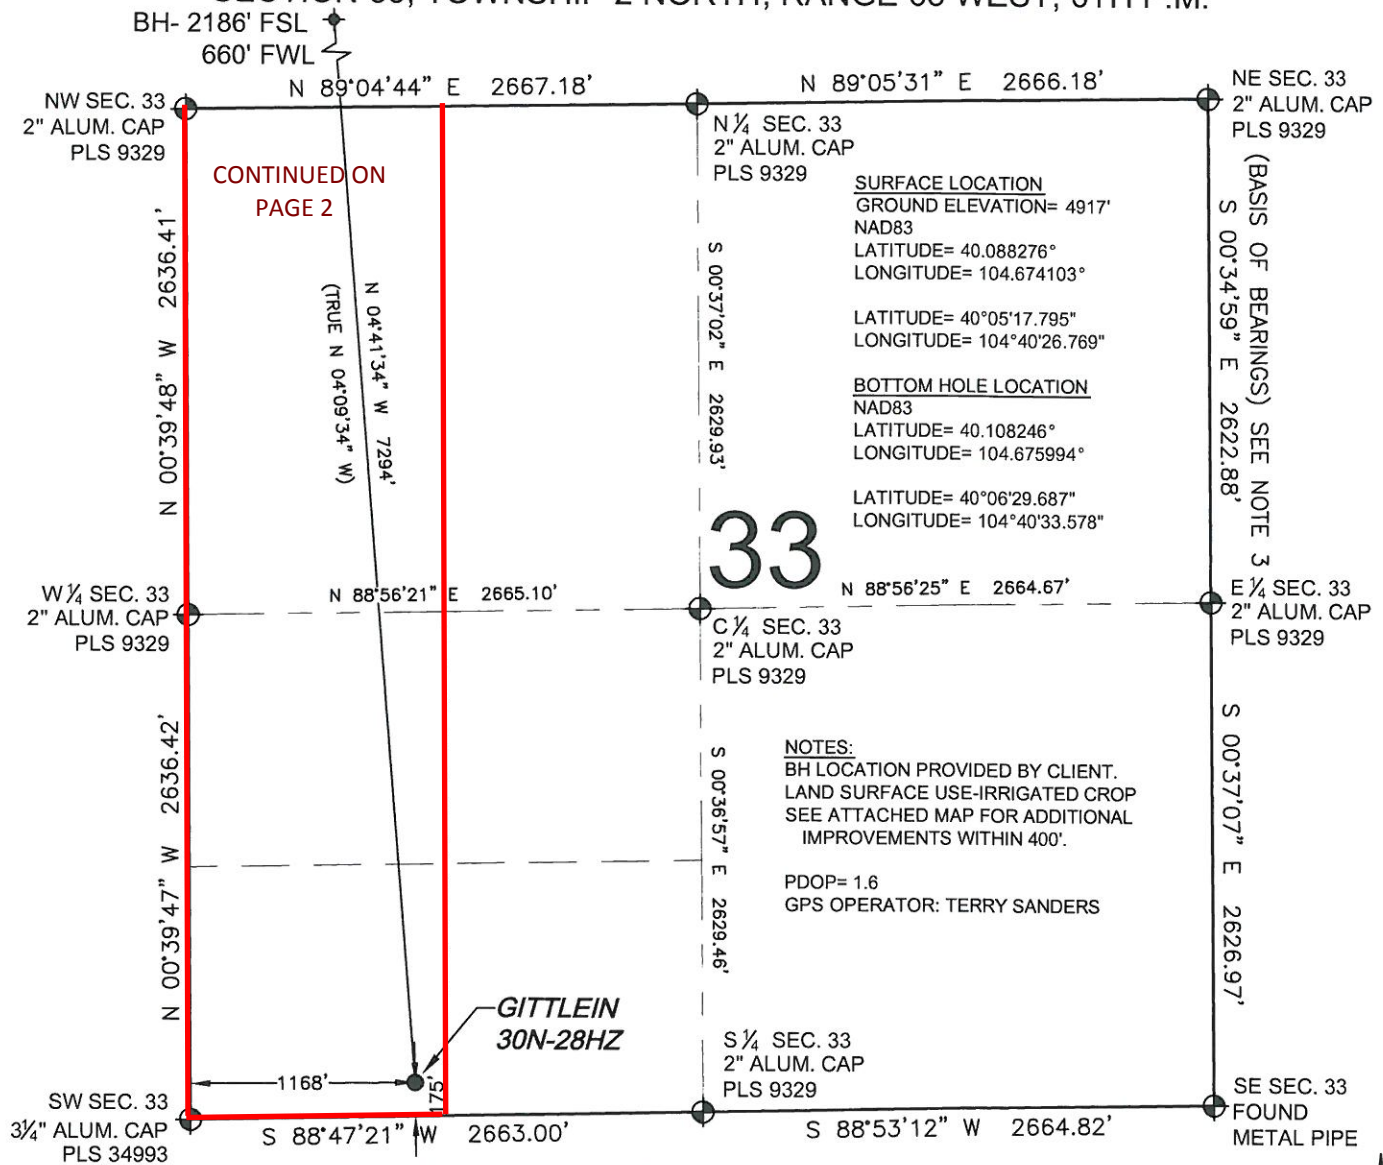 BH- 2186' FSL
660' FWL
N 89°04'44" E 2667.18'
N 89°05'31" E 2666.18'
NW SEC. 33
2" ALUM. CAP
PLS 9329
N ¼ SEC. 33
2" ALUM. CAP
PLS 9329
NE SEC. 33
2" ALUM. CAP
PLS 9329
CONTINUED ON
PAGE 2
SURFACE LOCATION
GROUND ELEVATION= 4917'
NAD83
LATITUDE= 40.088276°
LONGITUDE= 104.674103°
LATITUDE= 40°05'17.795"
LONGITUDE= 104°40'26.769"
BOTTOM HOLE LOCATION
NAD83
LATITUDE= 40.108246°
LONGITUDE= 104.675994°
LATITUDE= 40°06'29.687"
LONGITUDE= 104°40'33.578"
N 00°39'48" W 2636.41'
N 04°41'34" W 7294'
(TRUE N 04°09'34" W)
S 00°37'02" E 2629.93'
S 00°34'59" E 2622.88'
(BASIS OF BEARINGS) SEE NOTE 3
33
W ¼ SEC. 33
2" ALUM. CAP
PLS 9329
N 88°56'21" E 2665.10'
N 88°56'25" E 2664.67'
C ¼ SEC. 33
2" ALUM. CAP
PLS 9329
E ¼ SEC. 33
2" ALUM. CAP
PLS 9329
NOTES:
BH LOCATION PROVIDED BY CLIENT.
LAND SURFACE USE-IRRIGATED CROP
SEE ATTACHED MAP FOR ADDITIONAL
IMPROVEMENTS WITHIN 400'.
PDOP= 1.6
GPS OPERATOR: TERRY SANDERS
N 00°39'47" W 2636.42'
S 00°36'57" E 2629.46'
S 00°37'07" E 2626.97'
GITTLEIN
30N-28HZ
1168'
175'
SW SEC. 33
3¼" ALUM. CAP
PLS 34993
S ¼ SEC. 33
2" ALUM. CAP
PLS 9329
SE SEC. 33
FOUND
METAL PIPE
S 88°47'21" W 2663.00'
S 88°53'12" W 2664.82'